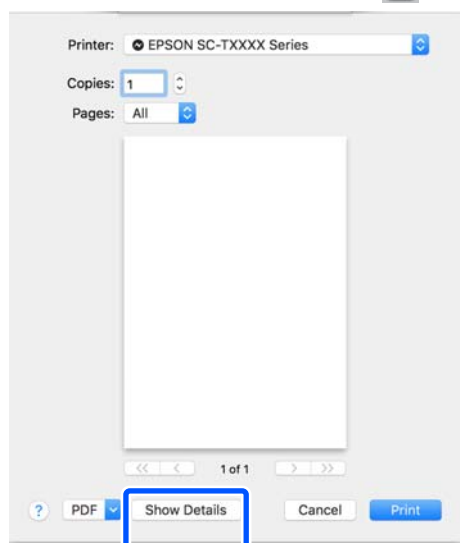 Printer: EPSON SC-TXXXX Series
Copies: 1
Pages: All
1 of 1
? PDF Show Details Cancel Print